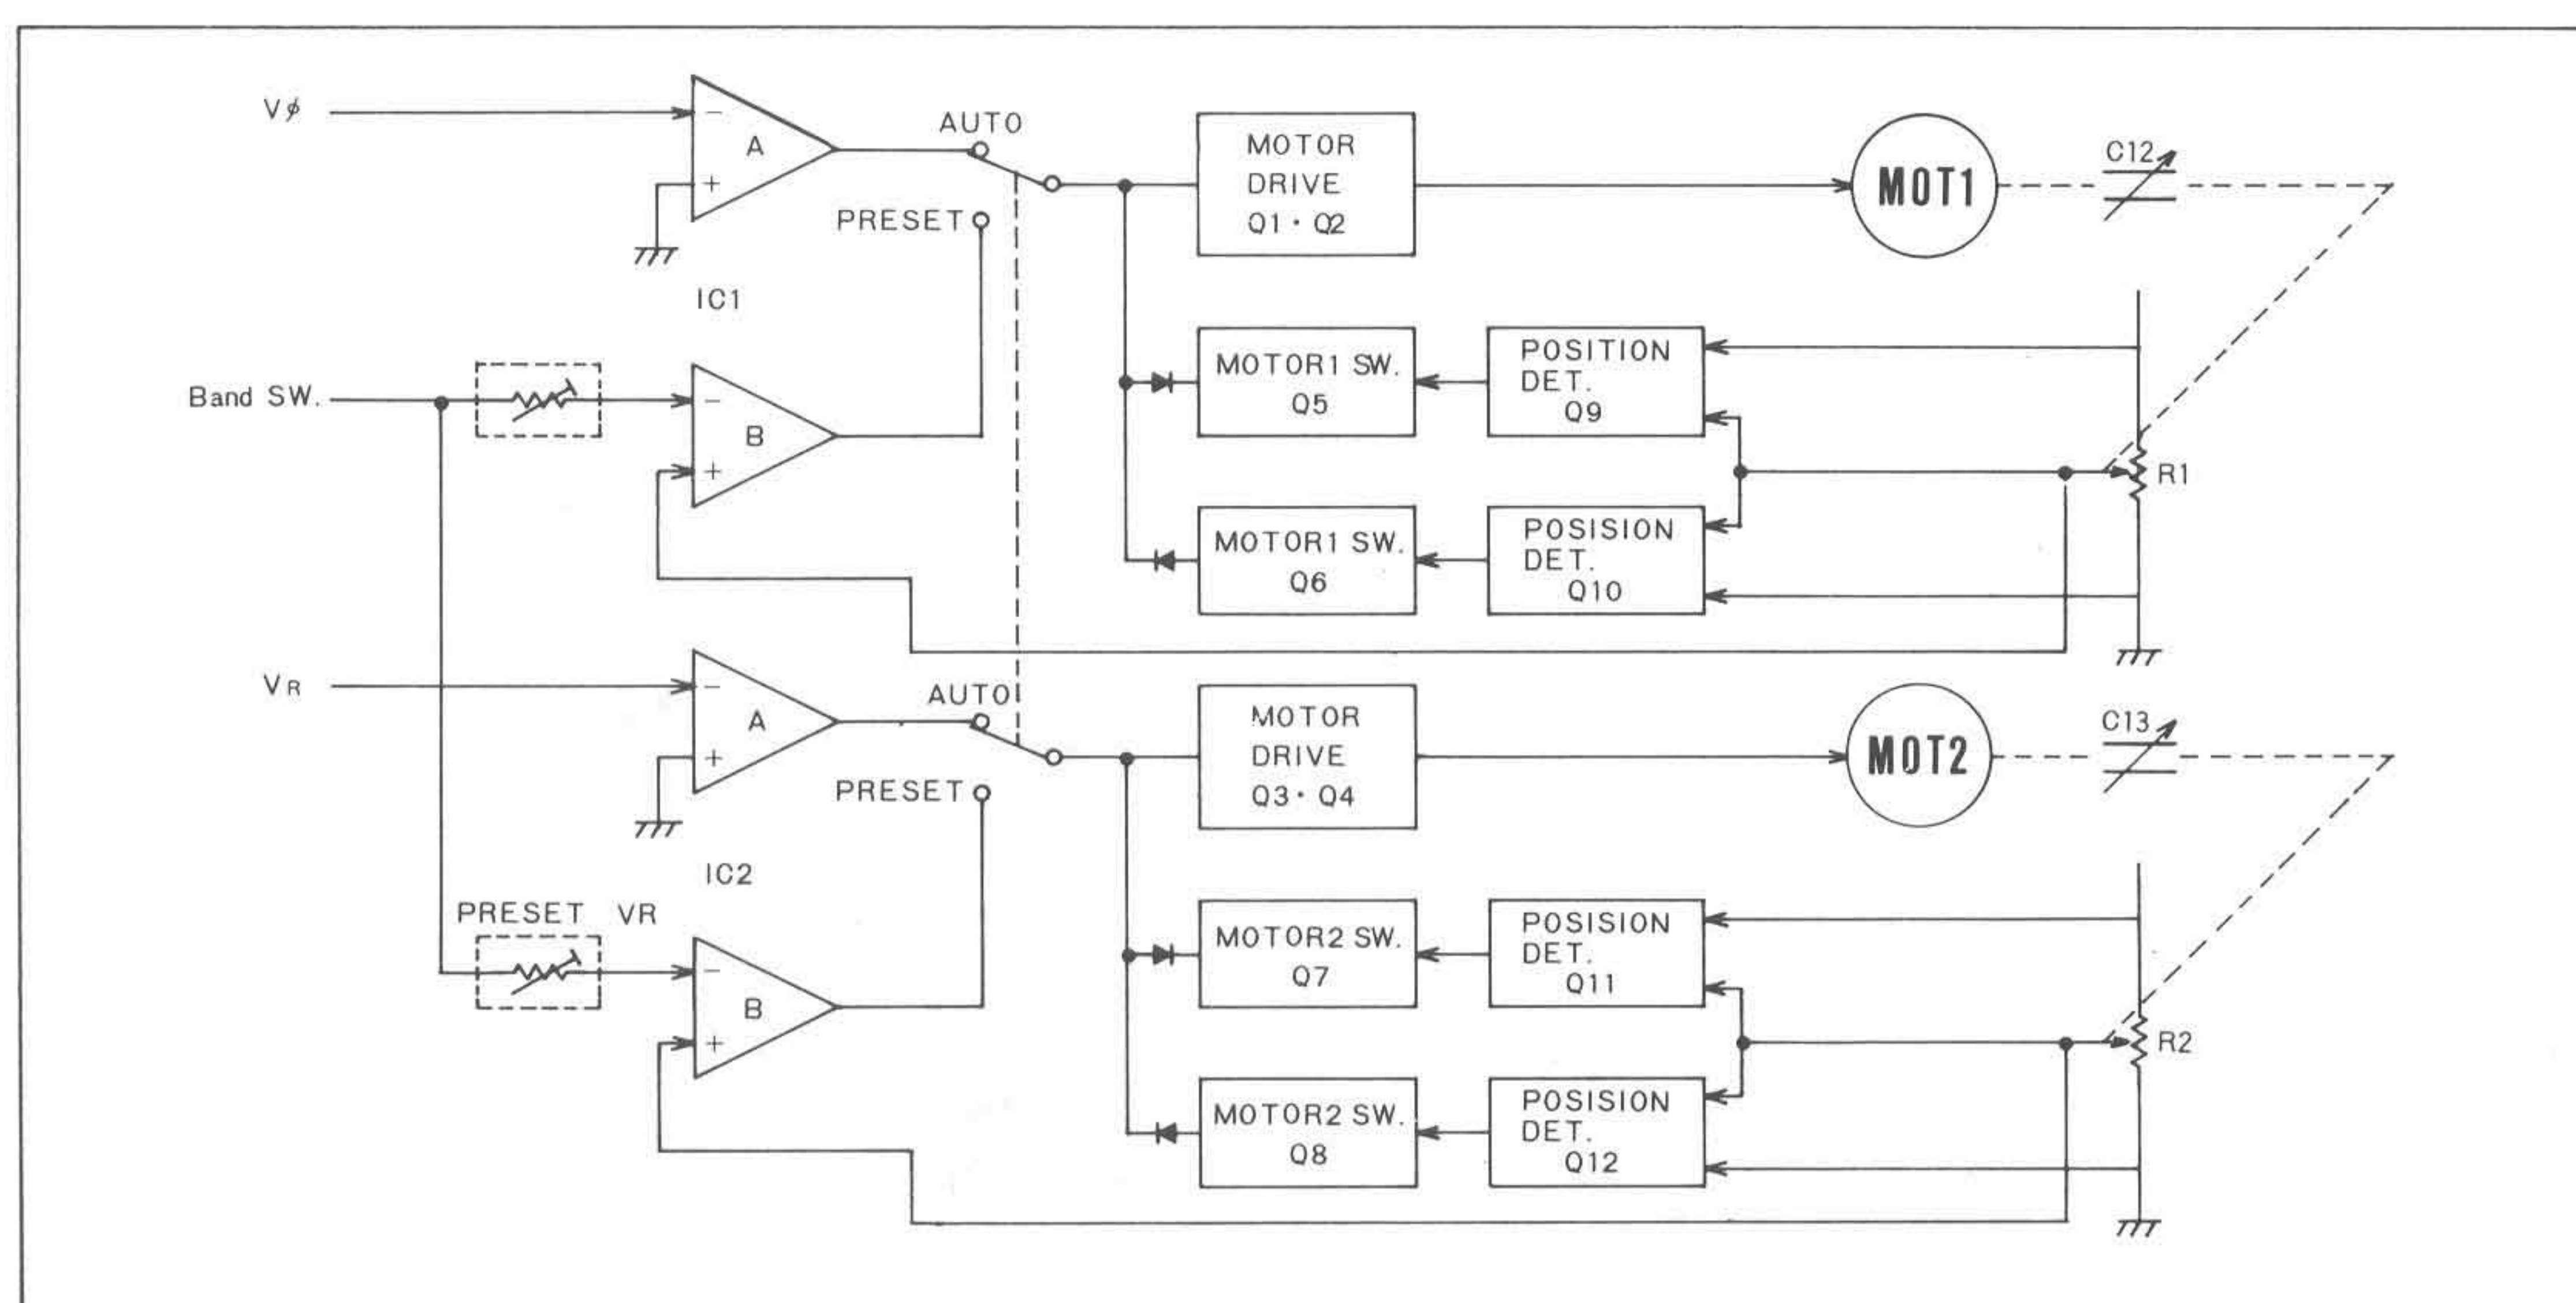 Vφ
−
A
+
AUTO
PRESET
MOTOR
DRIVE
Q1・Q2
MOT1
C12
IC1
Band SW.
−
B
+
MOTOR1 SW.
Q5
POSITION
DET.
Q9
R1
MOTOR1 SW.
Q6
POSISION
DET.
Q10
VR
−
A
+
AUTO
PRESET
MOTOR
DRIVE
Q3・Q4
MOT2
C13
IC2
PRESET VR
−
B
+
MOTOR2 SW.
Q7
POSISION
DET.
Q11
R2
MOTOR2 SW.
Q8
POSISION
DET.
Q12